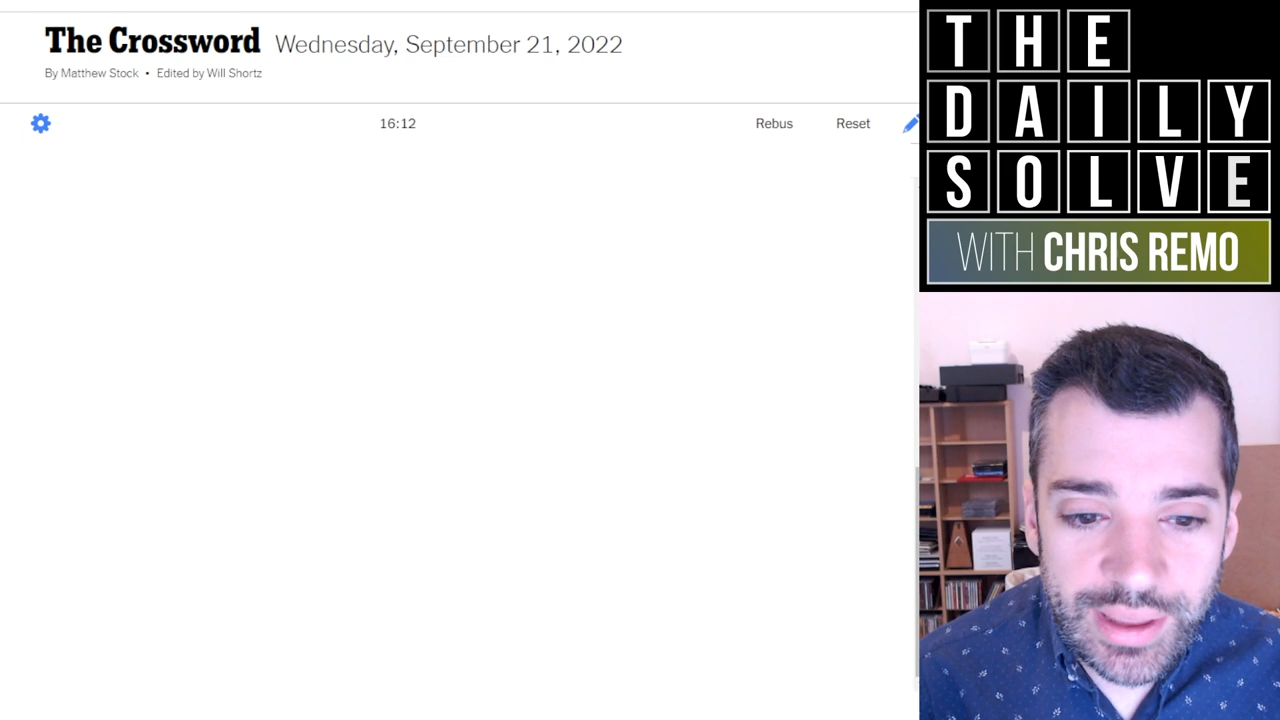 The Crossword Wednesday, September 21, 2022
By Matthew Stock • Edited by Will Shortz
16:12 Rebus Reset
THE
DAILY
SOLVE
WITH CHRIS REMO